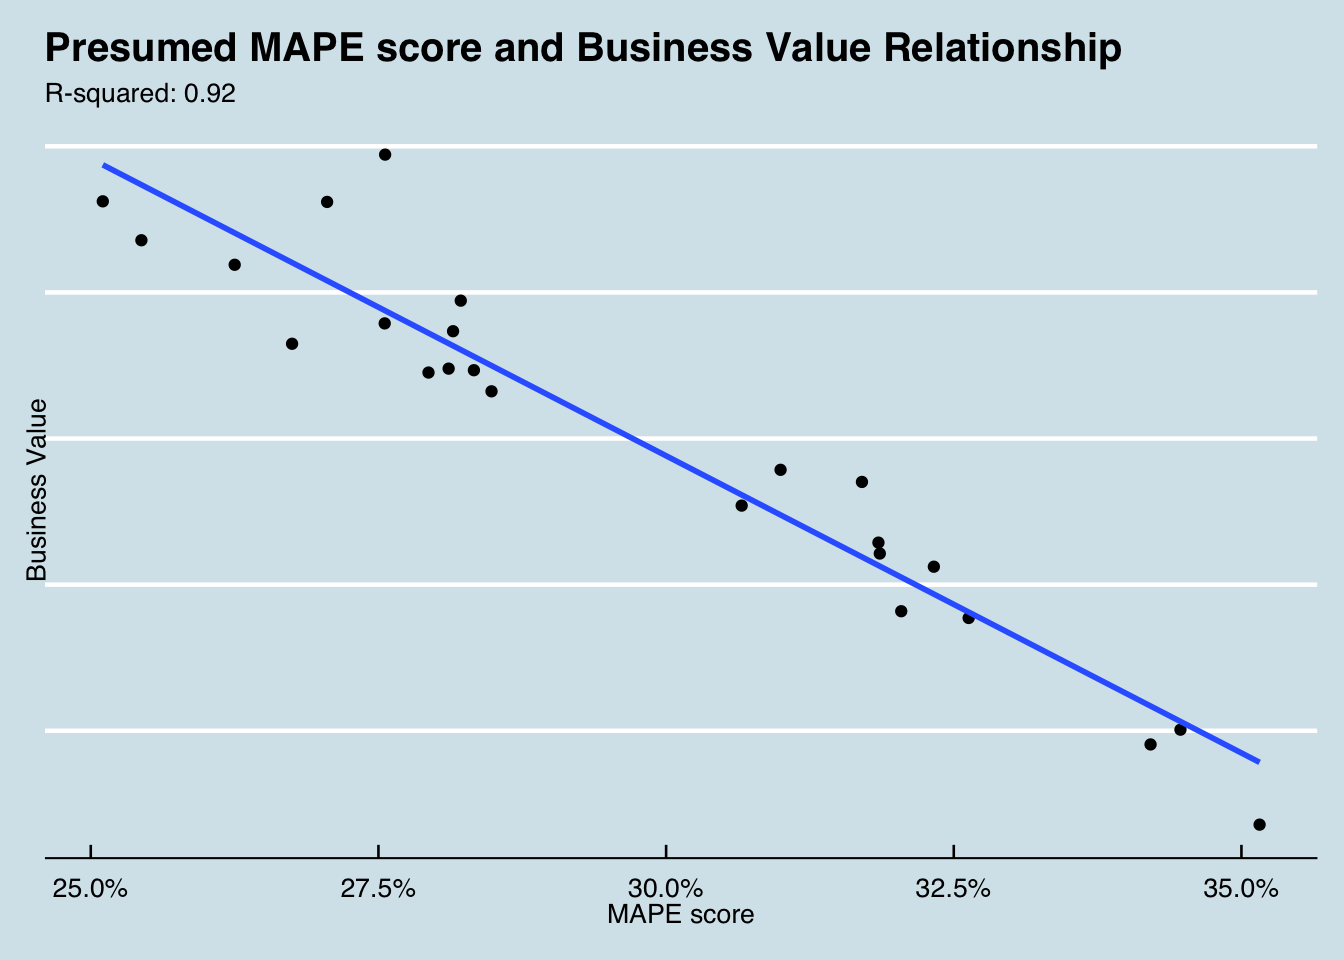 Presumed MAPE score and Business Value Relationship
R-squared: 0.92
Business Value
25.0% 27.5% 30.0% 32.5% 35.0%
MAPE score